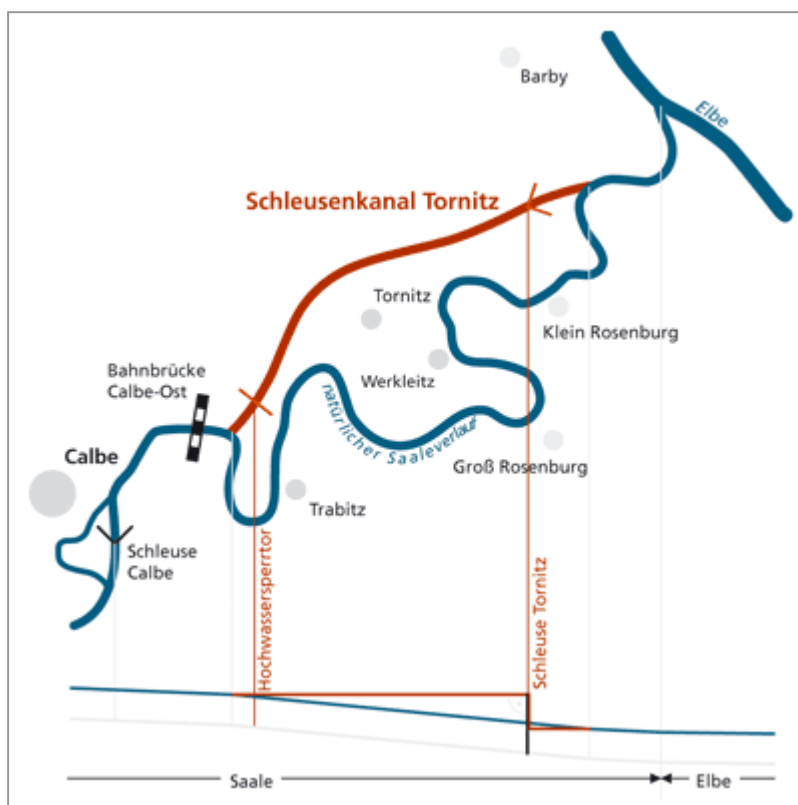 Barby
Elbe
Schleusenkanal Tornitz
Tornitz
Klein Rosenburg
Bahnbrücke
Calbe-Ost
Werkleitz
natürlicher Saaleverlauf
Calbe
Groß Rosenburg
Trabitz
Schleuse
Calbe
Hochwassersperrtor
Schleuse Tornitz
Saale
Elbe